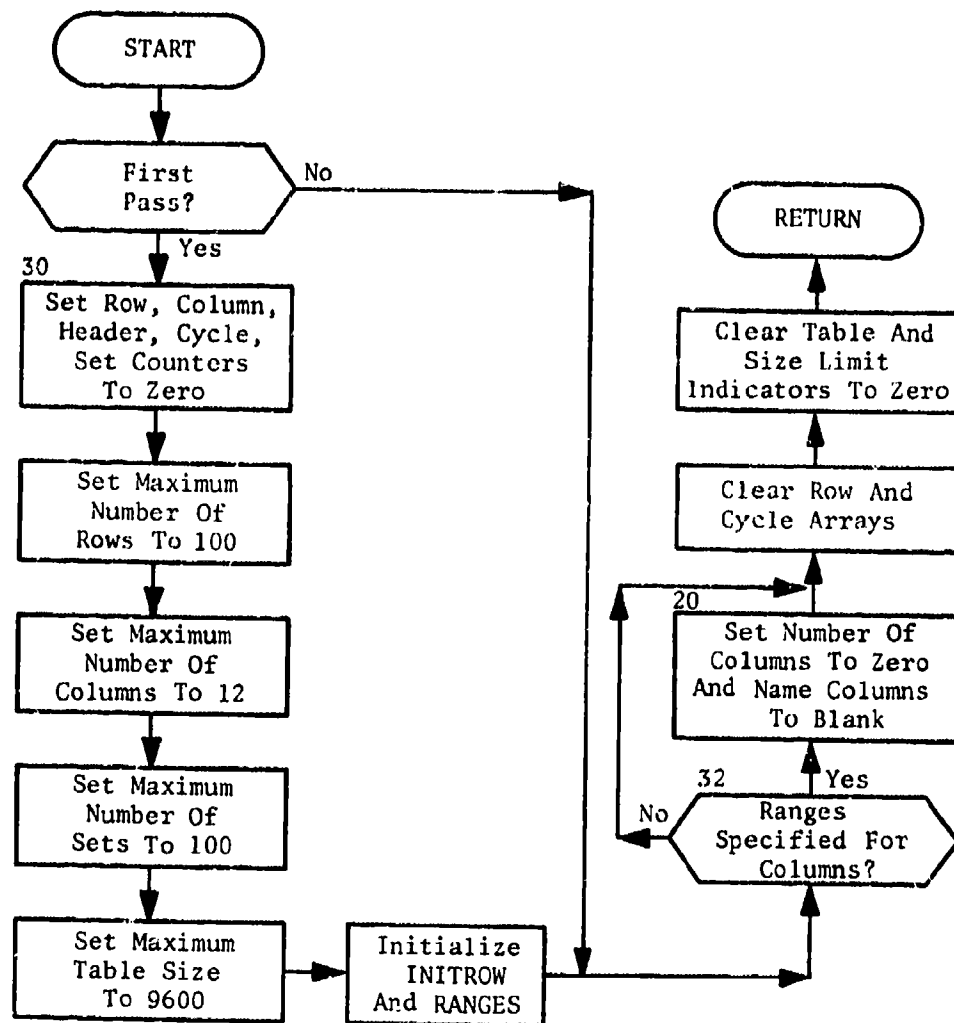 START
First
Pass?
No
Yes
30
Set Row, Column,
Header, Cycle,
Set Counters
To Zero
Set Maximum
Number Of
Rows To 100
Set Maximum
Number Of
Columns To 12
Set Maximum
Number Of
Sets To 100
Set Maximum
Table Size
To 9600
Initialize
INITROW
And RANGES
32
Ranges
Specified For
Columns?
No
Yes
20
Set Number Of
Columns To Zero
And Name Columns
To Blank
Clear Row And
Cycle Arrays
Clear Table And
Size Limit
Indicators To Zero
RETURN